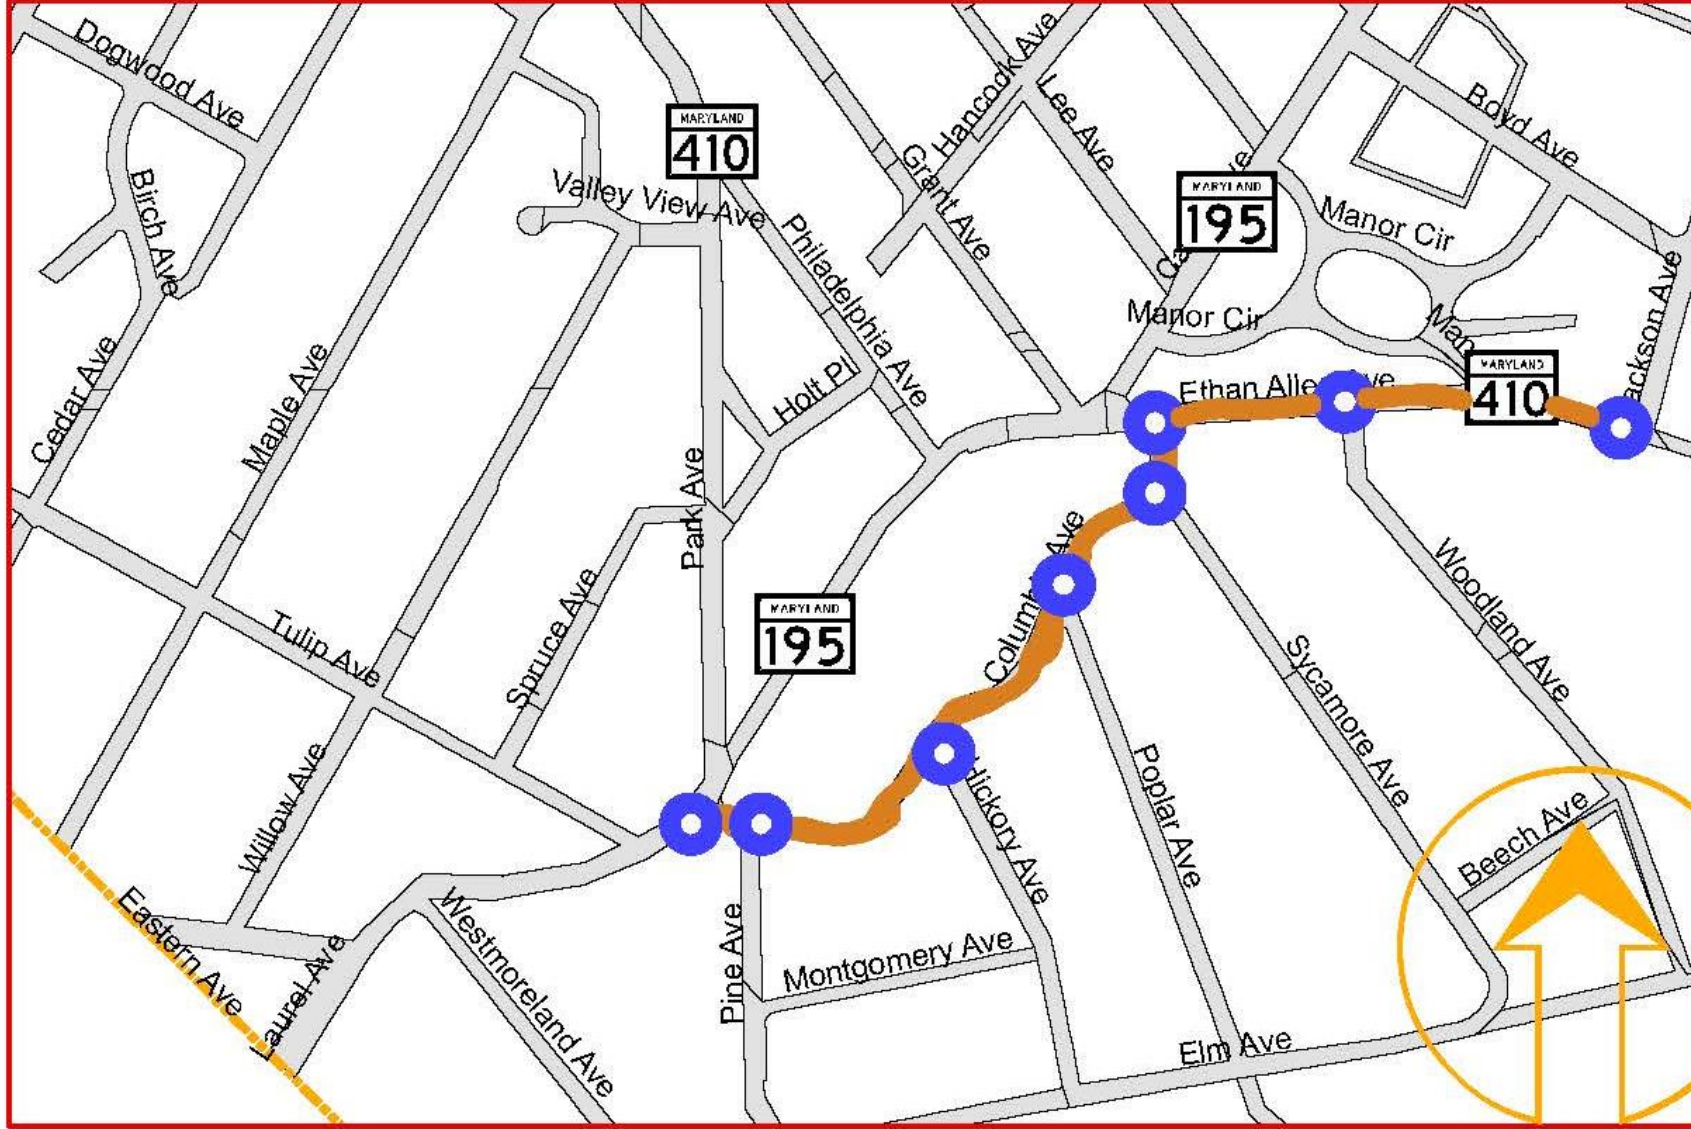 Dogwood Ave
Hancock Ave
Lee Ave
Boyd Ave
MARYLAND
410
Birch Ave
Valley View Ave
Grant Ave
MARYLAND
195
Manor Cir
Philadelphia Ave
Manor Cir
Cedar Ave
Maple Ave
Holt Pl
Ethan Alle Ave
MARYLAND
410
ackson Ave
Park Ave
Columb Ave
Woodland Ave
Tulip Ave
Spruce Ave
MARYLAND
195
Sycamore Ave
Willow Ave
Poplar Ave
Hickory Ave
Beech Ave
Eastern Ave
Laurel Ave
Westmoreland Ave
Pine Ave
Montgomery Ave
Elm Ave